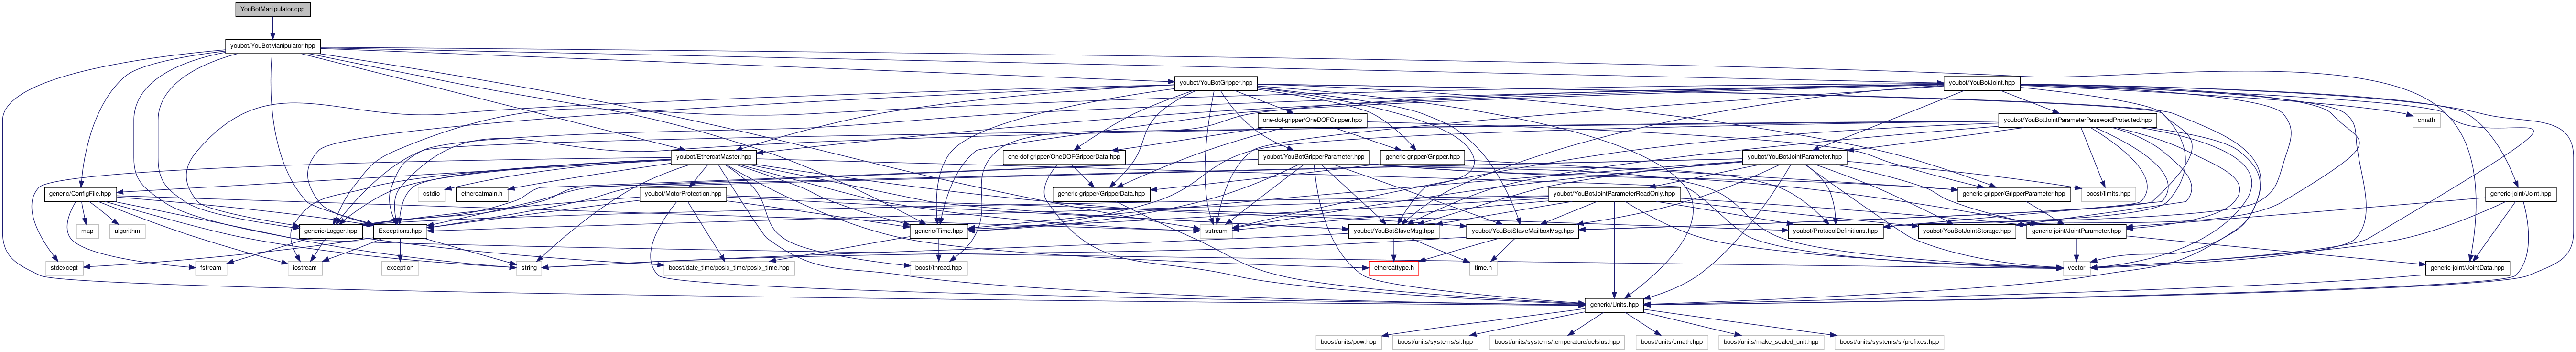 YouBotManipulator.cpp
youbot/YouBotManipulator.hpp
youbot/YouBotGripper.hpp
youbot/YouBotJoint.hpp
one-dof-gripper/OneDOFGripper.hpp
youbot/YouBotJointParameterPasswordProtected.hpp
cmath
youbot/EthercatMaster.hpp
one-dof-gripper/OneDOFGripperData.hpp
youbot/YouBotGripperParameter.hpp
generic-gripper/Gripper.hpp
youbot/YouBotJointParameter.hpp
generic/ConfigFile.hpp
cstdio
ethercatmain.h
youbot/MotorProtection.hpp
generic-gripper/GripperData.hpp
youbot/YouBotJointParameterReadOnly.hpp
generic-gripper/GripperParameter.hpp
boost/limits.hpp
generic-joint/Joint.hpp
map
algorithm
generic/Logger.hpp
Exceptions.hpp
generic/Time.hpp
sstream
youbot/YouBotSlaveMsg.hpp
youbot/YouBotSlaveMailboxMsg.hpp
youbot/ProtocolDefinitions.hpp
youbot/YouBotJointStorage.hpp
generic-joint/JointParameter.hpp
stdexcept
fstream
iostream
exception
string
boost/date_time/posix_time/posix_time.hpp
boost/thread.hpp
ethercattype.h
time.h
vector
generic-joint/JointData.hpp
generic/Units.hpp
boost/units/pow.hpp
boost/units/systems/si.hpp
boost/units/systems/temperature/celsius.hpp
boost/units/cmath.hpp
boost/units/make_scaled_unit.hpp
boost/units/systems/si/prefixes.hpp